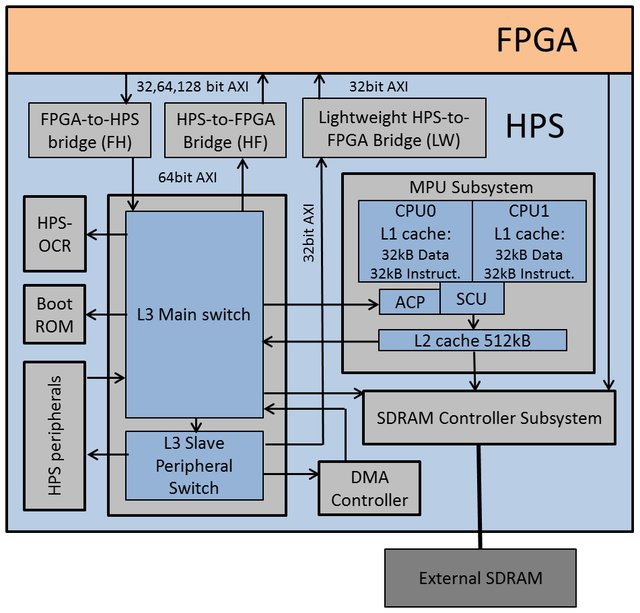 FPGA
32,64,128 bit AXI
32bit AXI
FPGA-to-HPS
bridge (FH)
HPS-to-FPGA
Bridge (HF)
Lightweight HPS-to-
FPGA Bridge (LW)
HPS
64bit AXI
32bit AXI
MPU Subsystem
CPU0
L1 cache:
32kB Data
32kB Instruct.
CPU1
L1 cache:
32kB Data
32kB Instruct.
HPS-
OCR
Boot
ROM
L3 Main switch
ACP
SCU
L2 cache 512kB
HPS peripherals
SDRAM Controller Subsystem
L3 Slave
Peripheral
Switch
DMA
Controller
External SDRAM